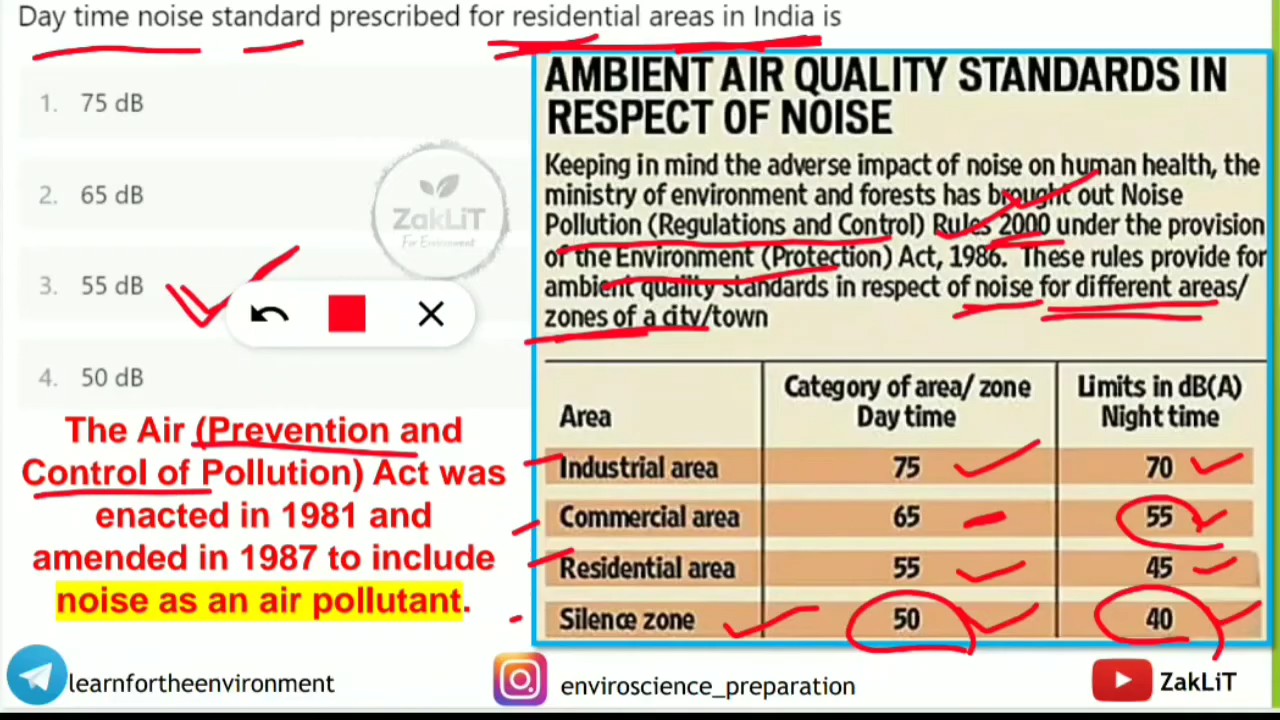 Day time noise standard prescribed for residential areas in India is
1. 75 dB
2. 65 dB
3. 55 dB
4. 50 dB
ZakLiT
For Environment
The Air (Prevention and
Control of Pollution) Act was
enacted in 1981 and
amended in 1987 to include
noise as an air pollutant.
AMBIENT AIR QUALITY STANDARDS IN
RESPECT OF NOISE
Keeping in mind the adverse impact of noise on human health, the
ministry of environment and forests has brought out Noise
Pollution (Regulations and Control) Rules 2000 under the provision
of the Environment (Protection) Act, 1986. These rules provide for
ambient quality standards in respect of noise for different areas/
zones of a city/town
Area
Category of area/ zone
Day time
Limits in dB(A)
Night time
Industrial area 75 70
Commercial area 65 55
Residential area 55 45
Silence zone 50 40
learnfortheenvironment
enviroscience_preparation
ZakLiT